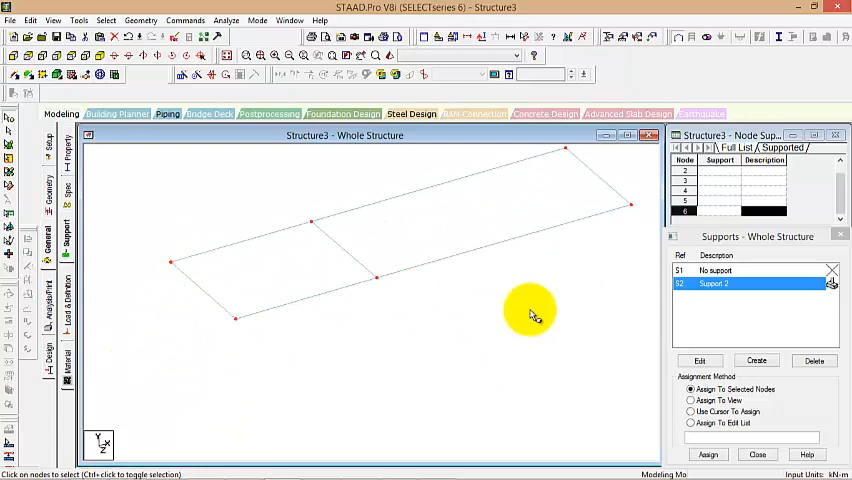 STAAD.Pro V8i (SELECTseries 6) - Structure3
File Edit View Tools Select Geometry Commands Analyze Mode Window Help
Modeling Building Planner Piping Bridge Deck Postprocessing Foundation Design Steel Design RAM Connection Concrete Design Advanced Slab Design Earthquake
Structure3 - Whole Structure
Structure3 - Node Sup...
Full List Supported
Node Support Description
2
3
4
5
6
Setup
Geometry
General
Analysis/Print
Design
Property
Spec
Support
Load & Definition
Material
Supports - Whole Structure
Ref Description
S1 No support
S2 Support 2
Edit Create Delete
Assignment Method
Assign To Selected Nodes
Assign To View
Use Cursor To Assign
Assign To Edit List
Assign Close Help
Y
X
Z
Click on nodes to select (Ctrl+click to toggle selection)
Modeling Mo
Input Units: kN-m